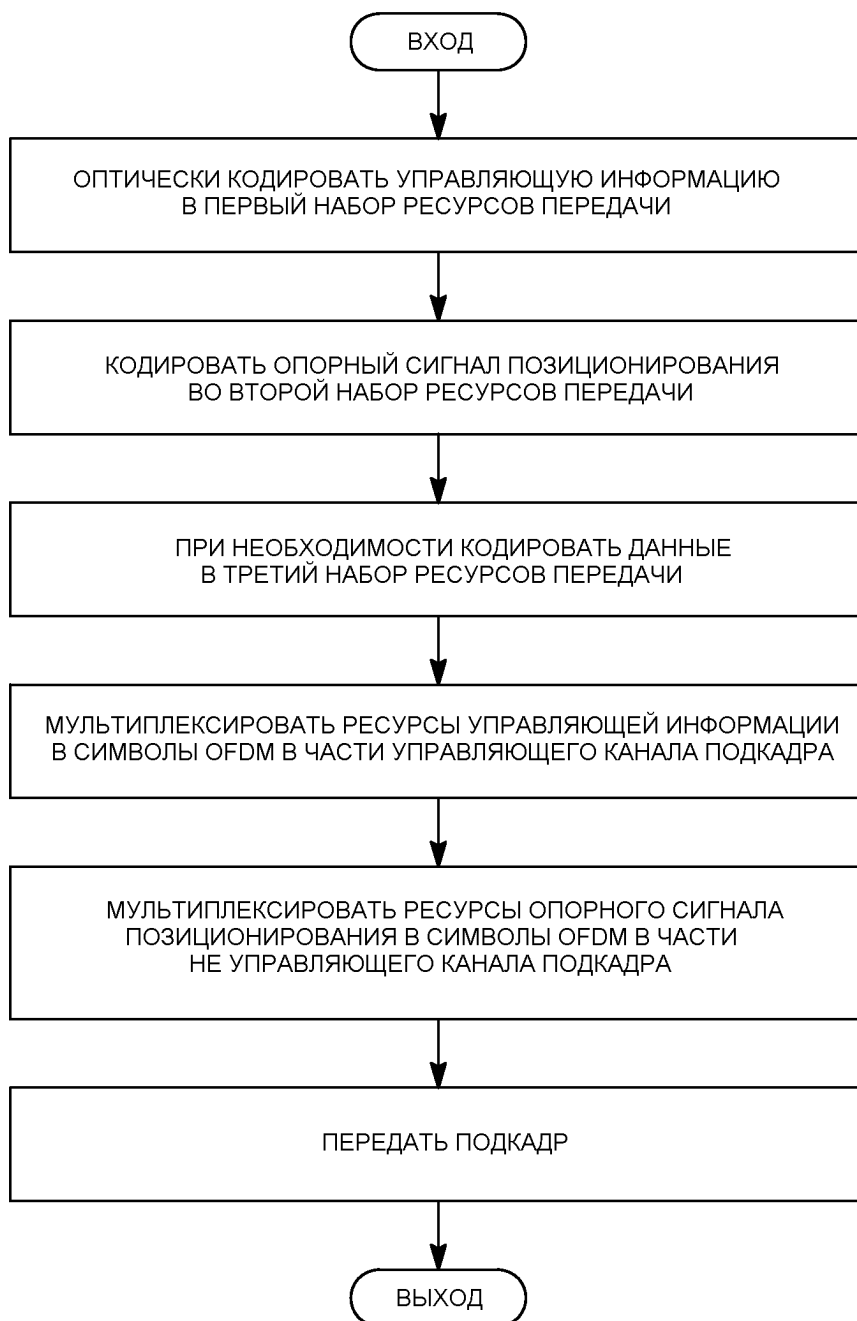 ВХОД
ОПТИЧЕСКИ КОДИРОВАТЬ УПРАВЛЯЮЩУЮ ИНФОРМАЦИЮ
В ПЕРВЫЙ НАБОР РЕСУРСОВ ПЕРЕДАЧИ
КОДИРОВАТЬ ОПОРНЫЙ СИГНАЛ ПОЗИЦИОНИРОВАНИЯ
ВО ВТОРОЙ НАБОР РЕСУРСОВ ПЕРЕДАЧИ
ПРИ НЕОБХОДИМОСТИ КОДИРОВАТЬ ДАННЫЕ
В ТРЕТИЙ НАБОР РЕСУРСОВ ПЕРЕДАЧИ
МУЛЬТИПЛЕКСИРОВАТЬ РЕСУРСЫ УПРАВЛЯЮЩЕЙ ИНФОРМАЦИИ
В СИМВОЛЫ OFDM В ЧАСТИ УПРАВЛЯЮЩЕГО КАНАЛА ПОДКАДРА
МУЛЬТИПЛЕКСИРОВАТЬ РЕСУРСЫ ОПОРНОГО СИГНАЛА
ПОЗИЦИОНИРОВАНИЯ В СИМВОЛЫ OFDM В ЧАСТИ
НЕ УПРАВЛЯЮЩЕГО КАНАЛА ПОДКАДРА
ПЕРЕДАТЬ ПОДКАДР
ВЫХОД